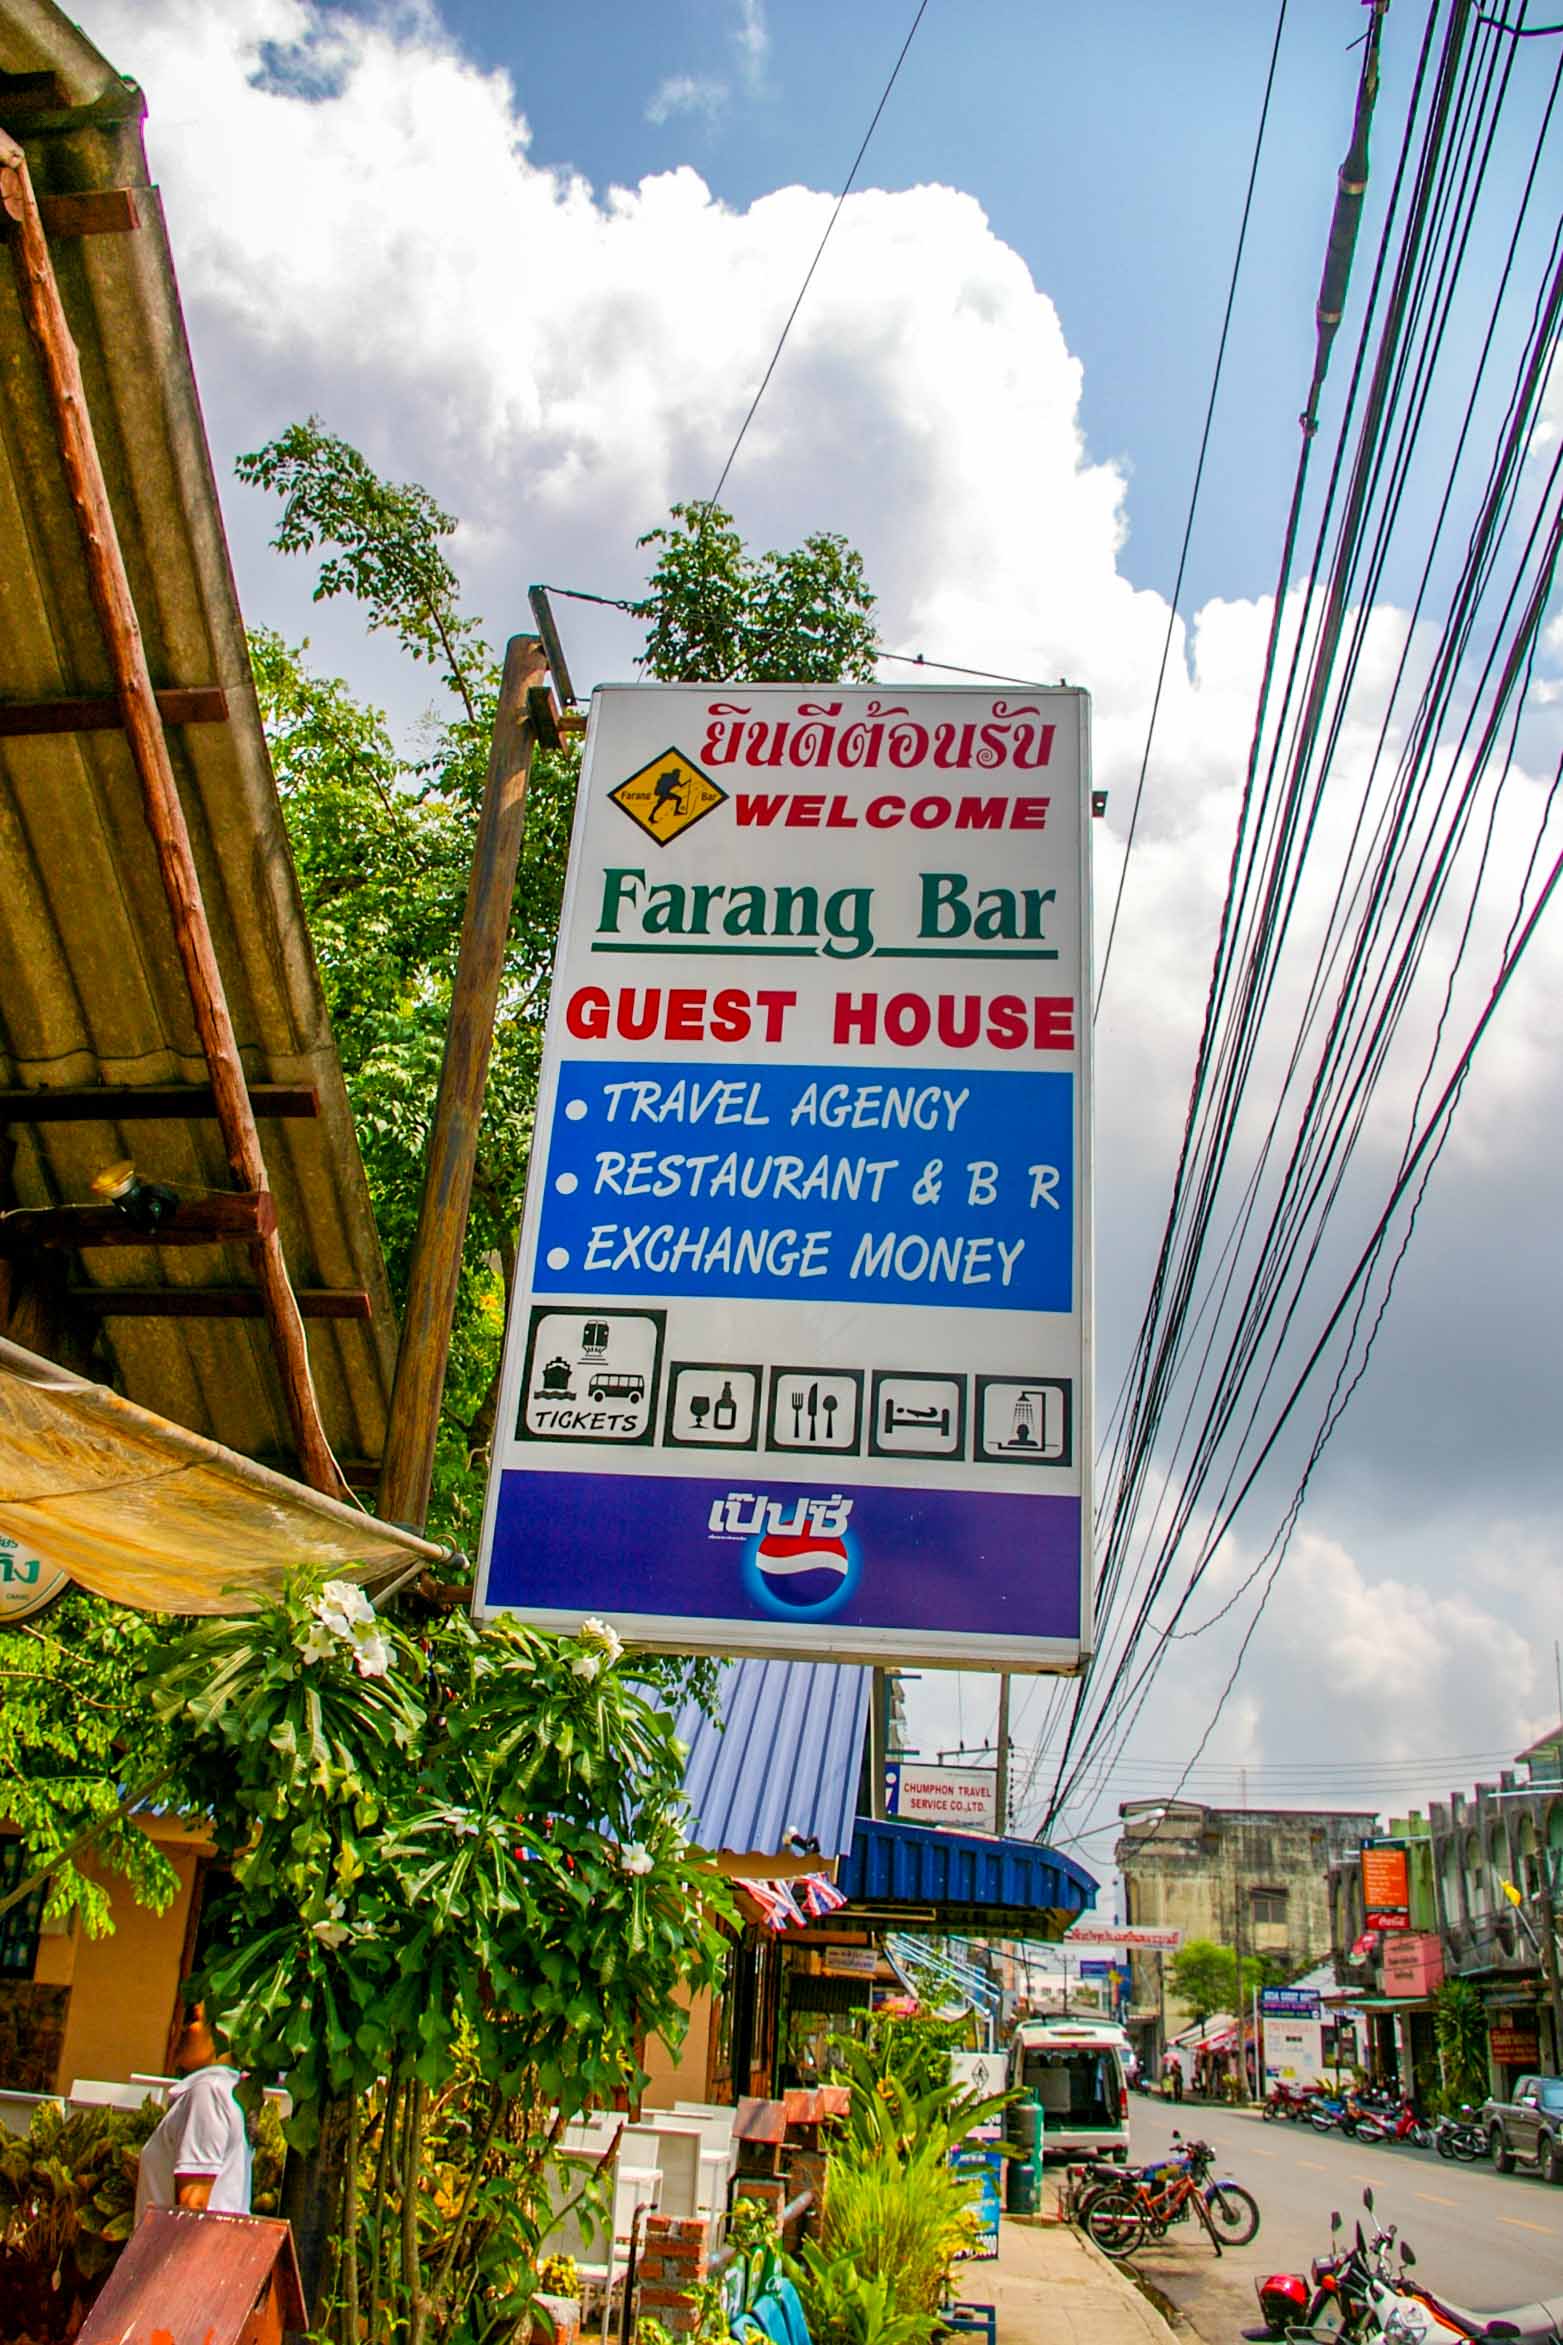 ยินดีต้อนรับ
Farang Bar
WELCOME
Farang Bar
GUEST HOUSE
• TRAVEL AGENCY
• RESTAURANT & B R
• EXCHANGE MONEY
TICKETS
เป๊ปซี่
CHUMPHON TRAVEL
SERVICE CO.,LTD.